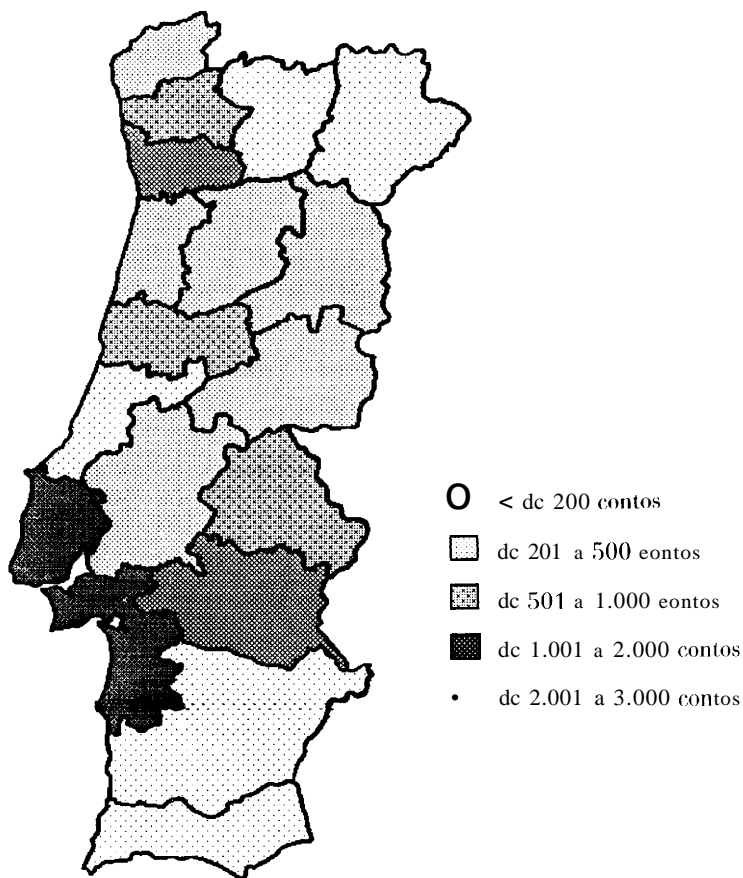 O < dc 200 contos
dc 201 a 500 eontos
dc 501 a 1.000 eontos
dc 1.001 a 2.000 contos
• dc 2.001 a 3.000 contos